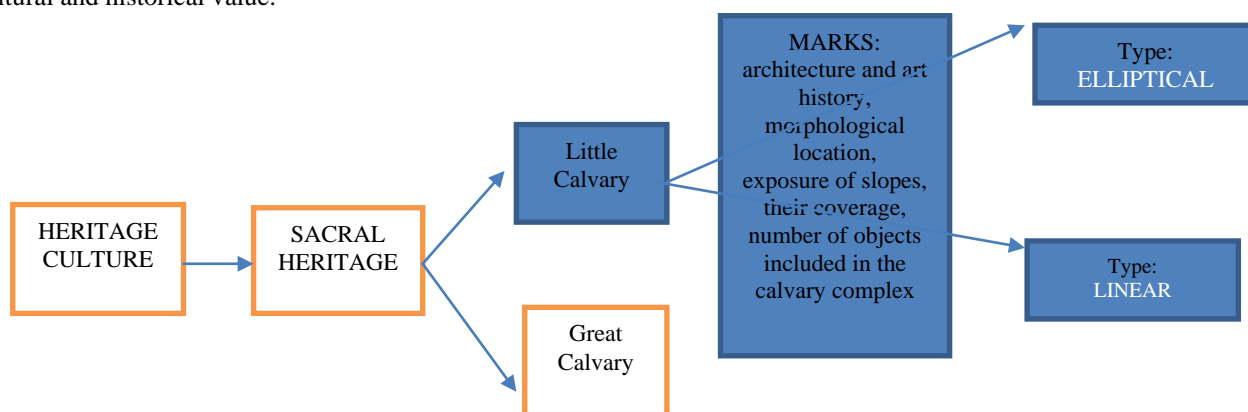 tural and historical value.
HERITAGE
CULTURE
SACRAL
HERITAGE
Little
Calvary
Great
Calvary
MARKS:
architecture and art
history,
morphological
location,
exposure of slopes,
their coverage,
number of objects
included in the
calvary complex
Type:
ELLIPTICAL
Type:
LINEAR